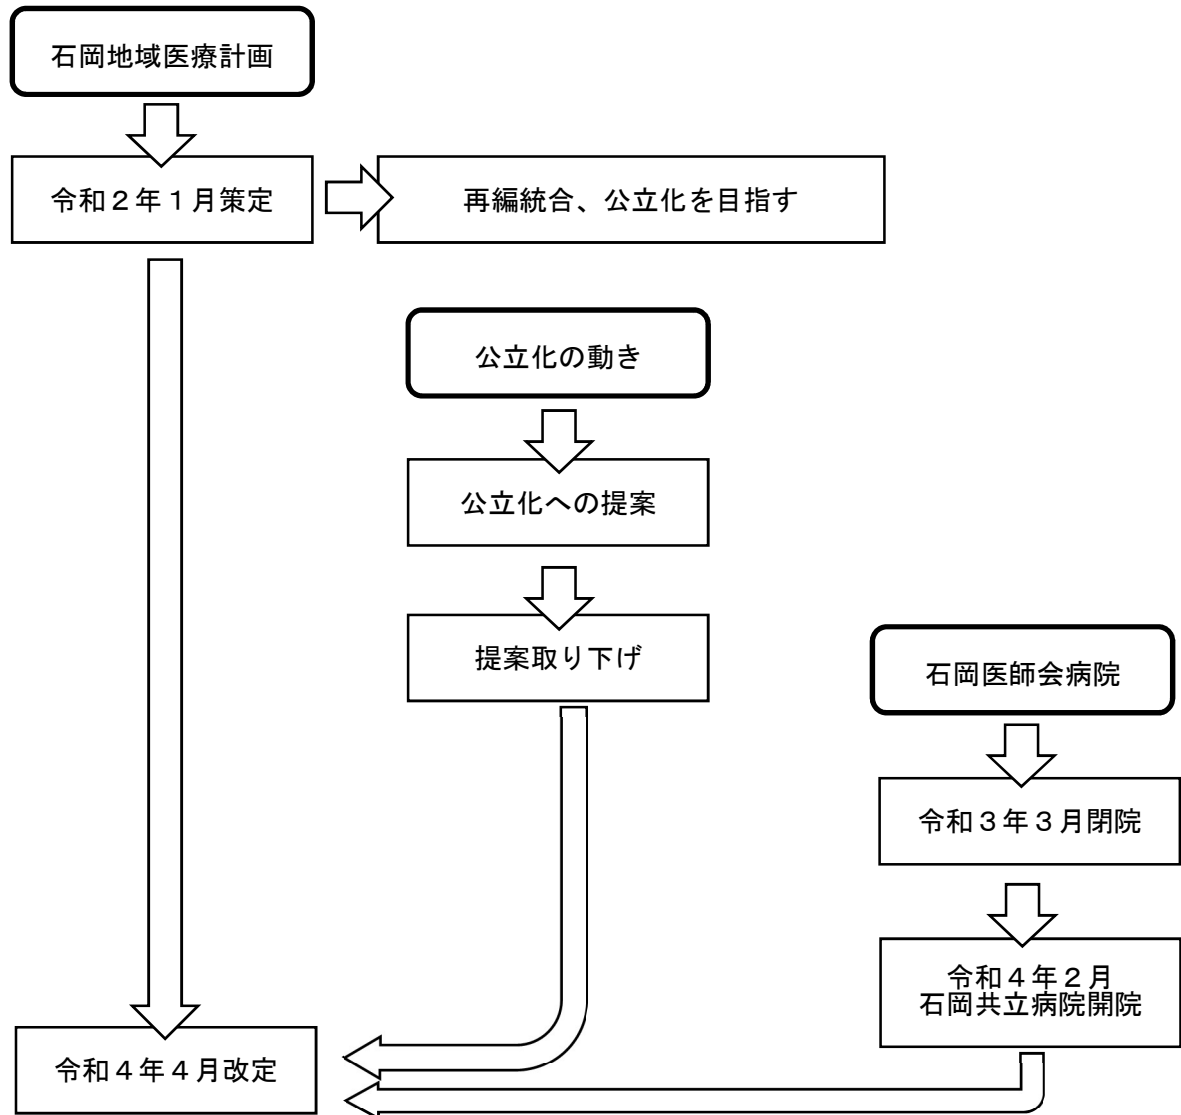 石岡地域医療計画
令和２年１月策定
再編統合、公立化を目指す
公立化の動き
公立化への提案
提案取り下げ
石岡医師会病院
令和３年３月閉院
令和４年２月
石岡共立病院開院
令和４年４月改定